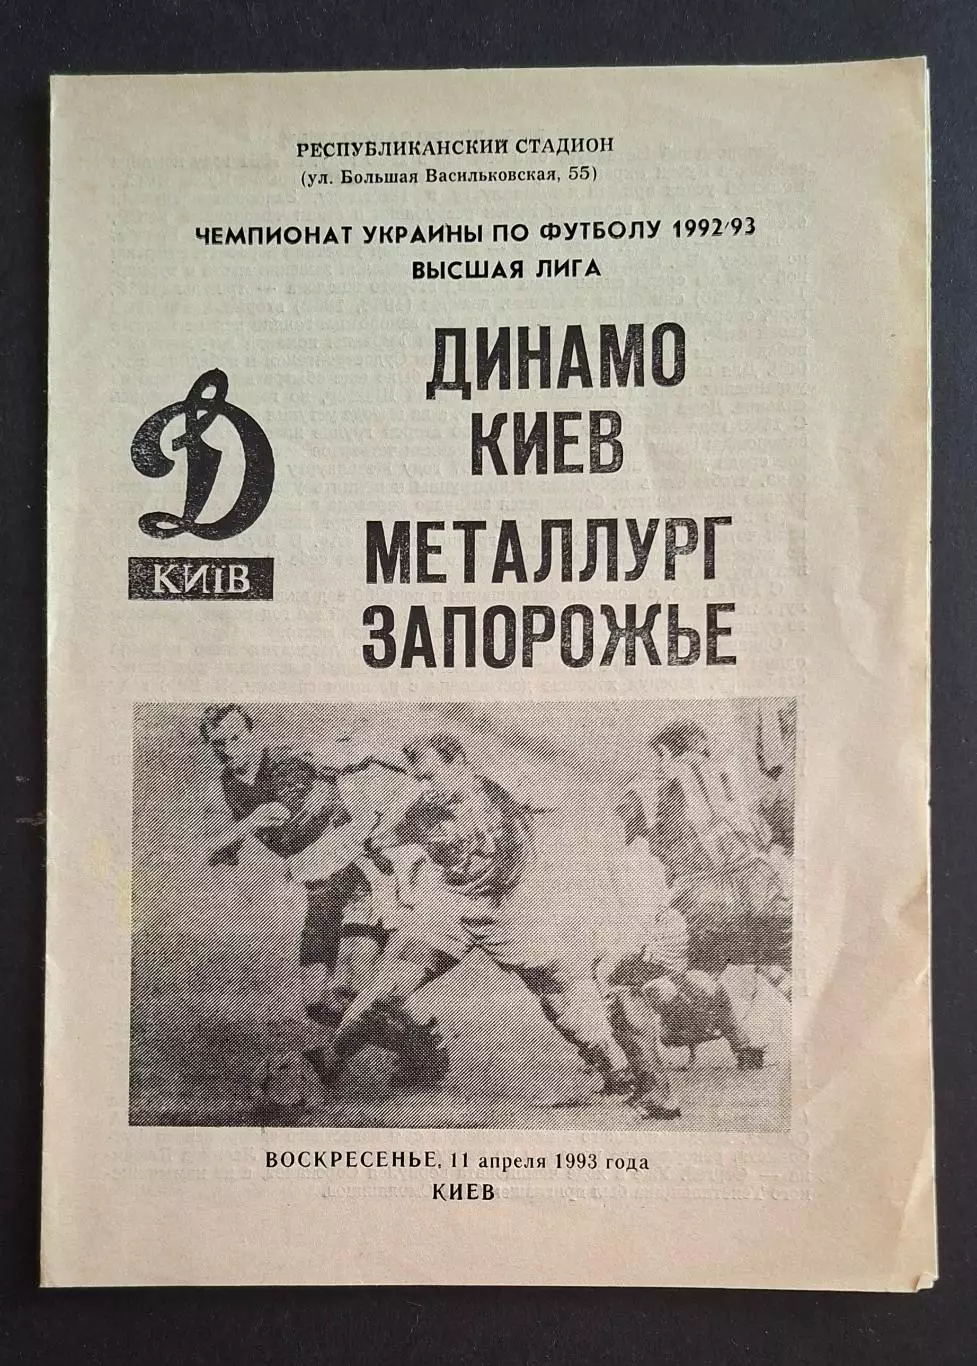 РЕСПУБЛИКАНСКИЙ СТАДИОН
(ул. Большая Васильковская, 55)
ЧЕМПИОНАТ УКРАИНЫ ПО ФУТБОЛУ 1992/93
ВЫСШАЯ ЛИГА
ДИНАМО
КИЕВ
Д
КИЇВ
МЕТАЛЛУРГ
ЗАПОРОЖЬЕ
ВОСКРЕСЕНЬЕ, 11 апреля 1993 года
КИЕВ